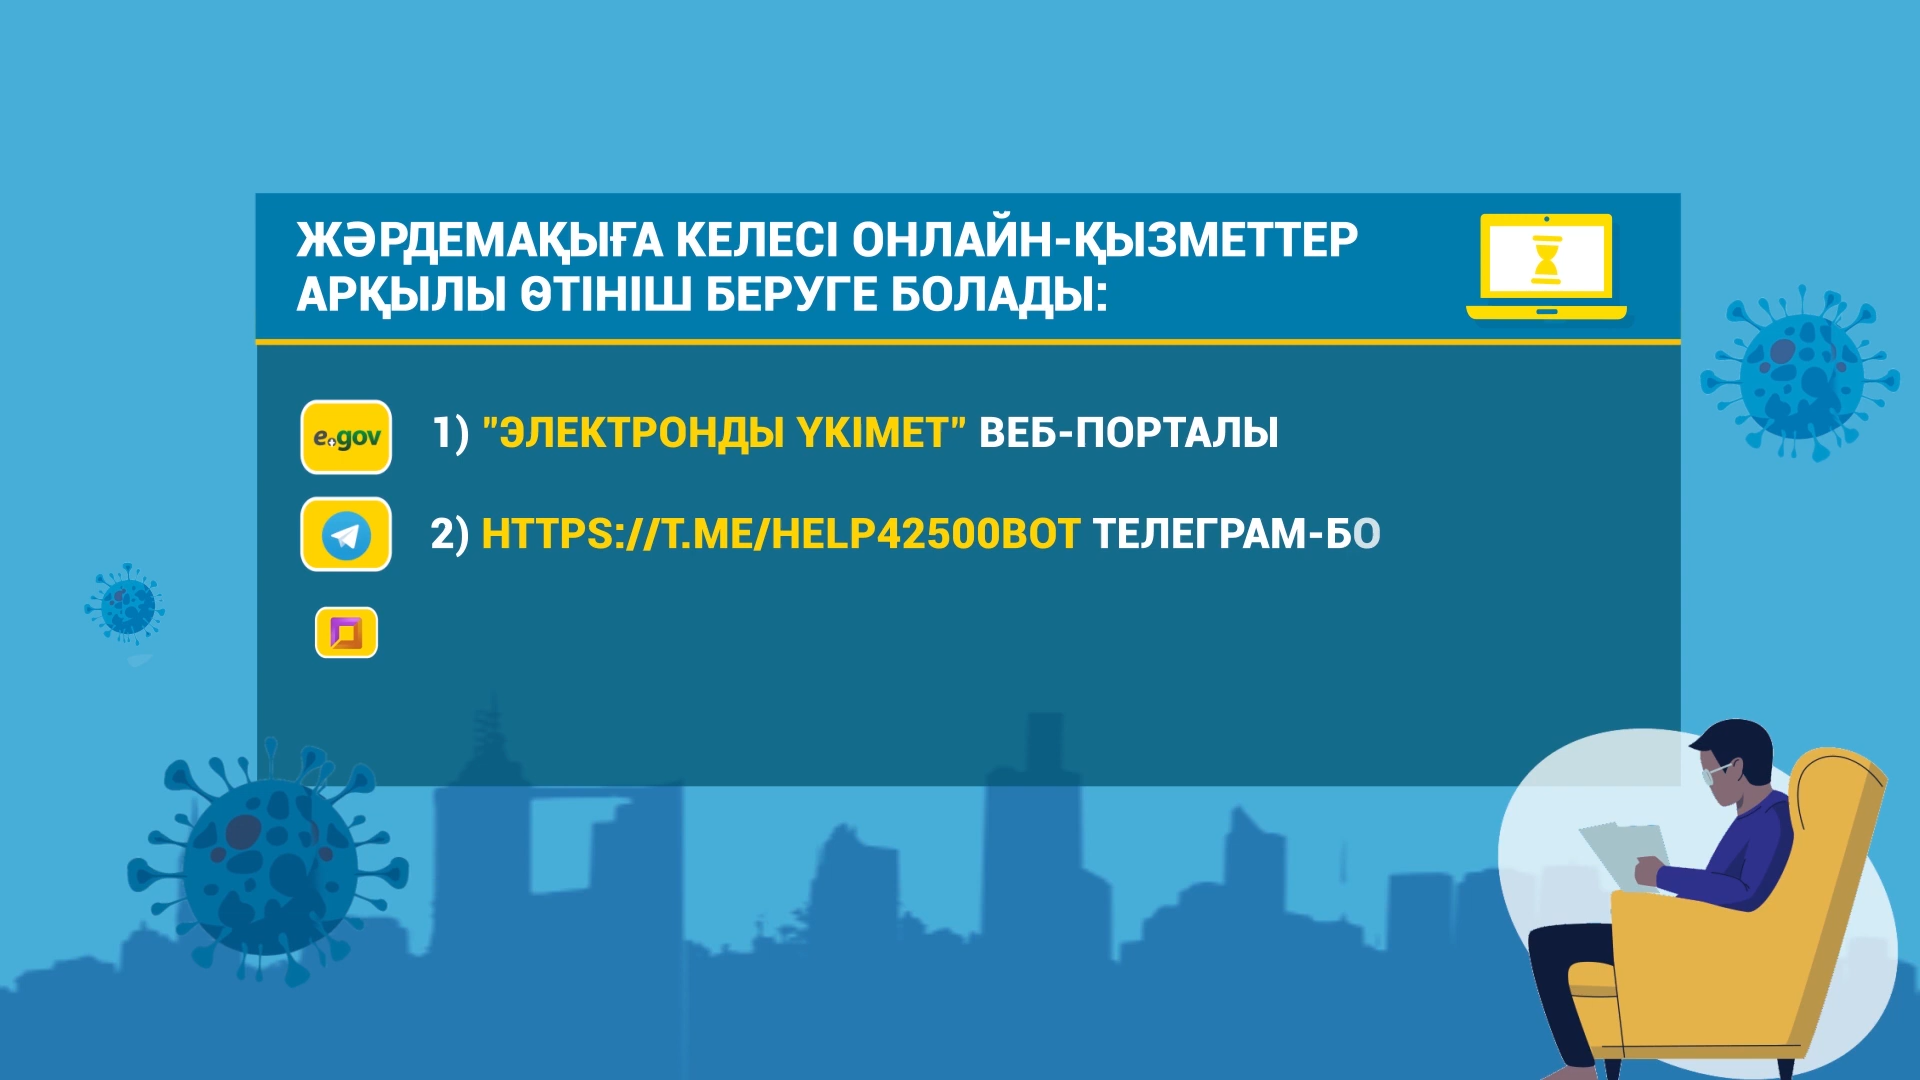 ЖӘРДЕМАҚЫҒА КЕЛЕСІ ОНЛАЙН-ҚЫЗМЕТТЕР
АРҚЫЛЫ ӨТІНІШ БЕРУГЕ БОЛАДЫ:
e.gov
1) "ЭЛЕКТРОНДЫ ҮКІМЕТ" ВЕБ-ПОРТАЛЫ
2) HTTPS://T.ME/HELP42500BOT ТЕЛЕГРАМ-БО